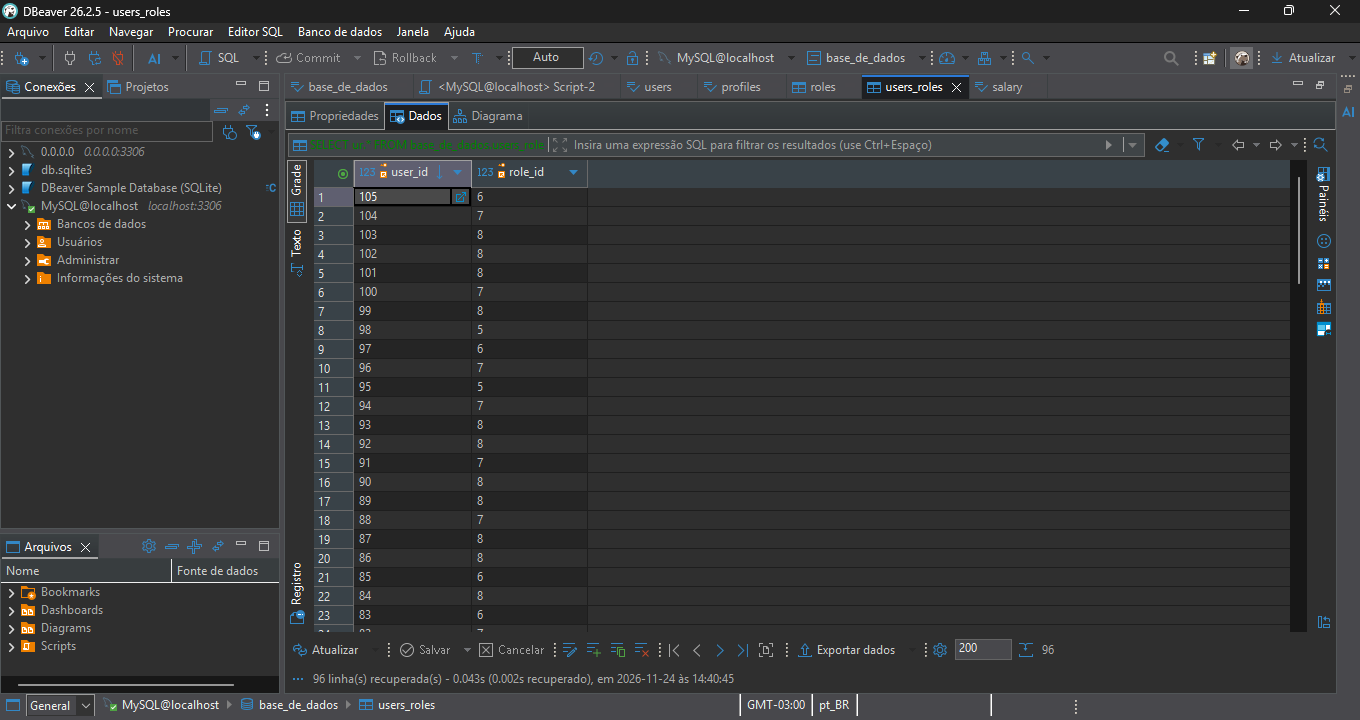 DBeaver 26.2.5 - users_roles
Arquivo Editar Navegar Procurar Editor SQL Banco de dados Janela Ajuda
AI SQL Commit Rollback T Auto MySQL@localhost base_de_dados Atualizar
Conexões Projetos
Filtra conexões por nome
0.0.0.0 0.0.0.0:3306
db.sqlite3
DBeaver Sample Database (SQLite)
MySQL@localhost localhost:3306
Bancos de dados
Usuários
Administrar
Informações do sistema
Arquivos
Nome Fonte de dados
Bookmarks
Dashboards
Diagrams
Scripts
base_de_dados <MySQL@localhost> Script-2 users profiles roles users_roles salary
Propriedades Dados Diagrama
SELECT ur.* FROM base_de_dados.users_role Insira uma expressão SQL para filtrar os resultados (use Ctrl+Espaço)
Grade
Texto
Registro
123 user_id 123 role_id
1 105 6
2 104 7
3 103 8
4 102 8
5 101 8
6 100 7
7 99 8
8 98 5
9 97 6
10 96 7
11 95 5
12 94 7
13 93 8
14 92 8
15 91 7
16 90 8
17 89 8
18 88 7
19 87 8
20 86 8
21 85 6
22 84 8
23 83 6
Painéis
AI
Atualizar Salvar Cancelar Exportar dados 200 96
96 linha(s) recuperada(s) - 0.043s (0.002s recuperado), em 2026-11-24 às 14:40:45
General MySQL@localhost base_de_dados users_roles GMT-03:00 pt_BR